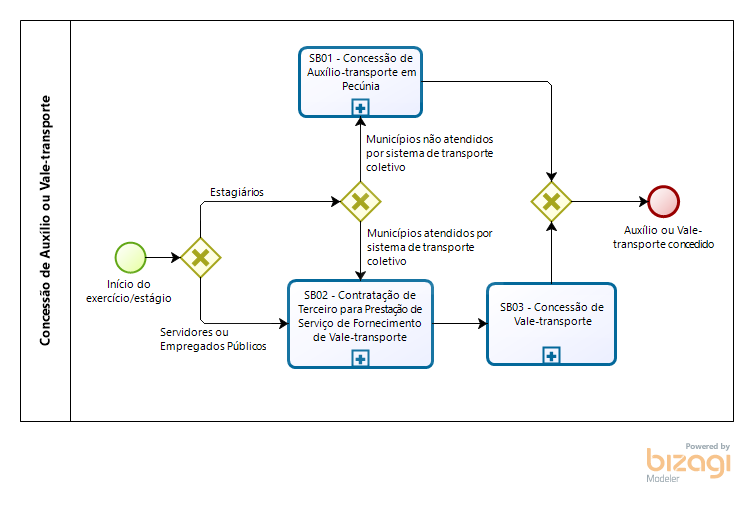 Concessão de Auxílio ou Vale-transporte
SB01 - Concessão de
Auxílio-transporte em
Pecúnia
Municípios não atendidos
por sistema de transporte
coletivo
Estagiários
Municípios atendidos por
sistema de transporte
coletivo
Auxílio ou Vale-
transporte concedido
Início do
exercício/estágio
SB02 - Contratação de
Terceiro para Prestação de
Serviço de Fornecimento
de Vale-transporte
SB03 - Concessão de
Vale-transporte
Servidores ou
Empregados Públicos
Powered by
bizagi
Modeler